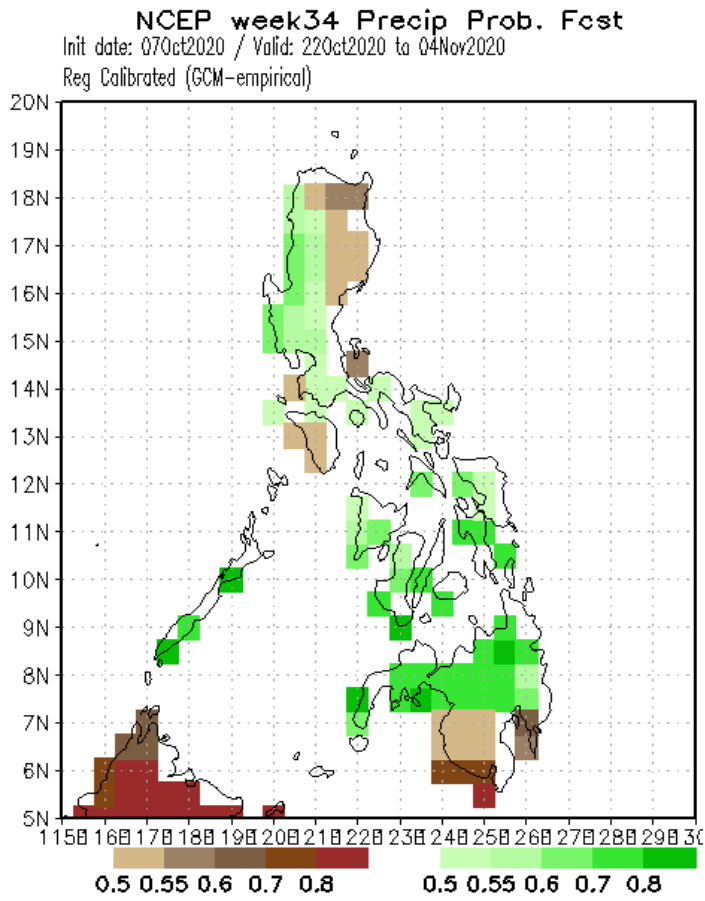 NCEP week34 Precip Prob. Fcst
Init date: 07Oct2020 / Valid: 22Oct2020 to 04Nov2020
Reg Calibrated (GCM-empirical)
20N
19N
18N
17N
16N
15N
14N
13N
12N
11N
10N
9N
8N
7N
6N
5N
115E 116E 117E 118E 119E 120E 121E 122E 123E 124E 125E 126E 127E 128E 129E 130
0.5 0.55 0.6 0.7 0.8 0.5 0.55 0.6 0.7 0.8